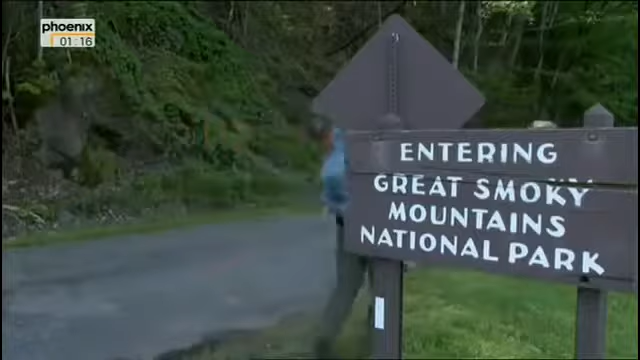 phoenix
01:16
ENTERING
GREAT SMOKY
MOUNTAINS
NATIONAL PARK